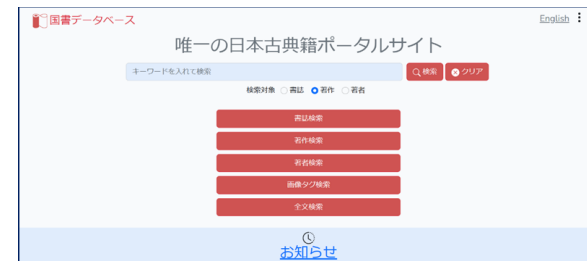 国書データベース
English
唯一の日本古典籍ポータルサイト
キーワードを入れて検索
検索
クリア
検索対象 書誌 著作 著者
書誌検索
著作検索
著者検索
画像タグ検索
全文検索
お知らせ